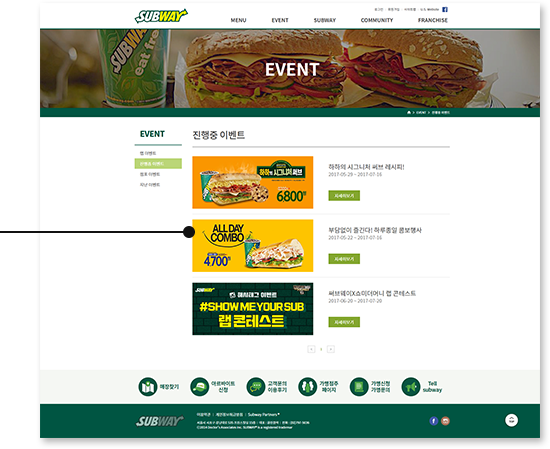 SUBWAY
로그인 | 회원가입 | 사이트맵 | U.S. Website
MENU EVENT SUBWAY COMMUNITY FRANCHISE
SUBWAY
eat fresh
EVENT
> EVENT > 진행중 이벤트
EVENT
진행중 이벤트
진행중 이벤트
지난 이벤트
하하의 시그니처 써브
6800
하하의 시그니처 써브 레시피!
2017-05-29 ~ 2017-07-16
자세히보기
ALL DAY
COMBO
4,700
부담없이 즐긴다! 하루종일 콤보행사
2017-05-22 ~ 2017-07-16
자세히보기
SUBWAY
해시태그 이벤트
#SHOW ME YOUR SUB
랩 콘테스트
써브웨이X쇼미더머니 랩 콘테스트
2017-06-20 ~ 2017-07-20
자세히보기
< >
매장찾기
아르바이트
신청
고객문의
이용후기
가맹점주
페이지
가맹신청
가맹문의
Tell
subway
SUBWAY
이용약관 | 개인정보취급방침 | Subway Partners
©2014 Doctor's Associates Inc. SUBWAY® is a registered trademark
TOP